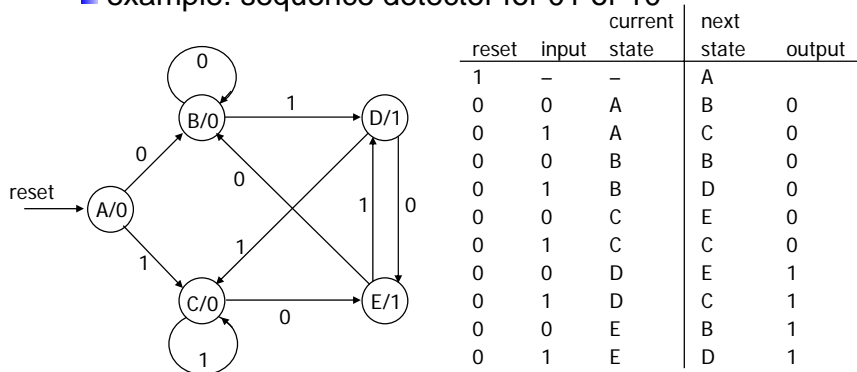 example: sequence detector for 01 or 10
0
B/0
1
D/1
0
0
reset
A/0
1
0
1
1
C/0
0
E/1
1
current next
reset input state state output
1 – – A
0 0 A B 0
0 1 A C 0
0 0 B B 0
0 1 B D 0
0 0 C E 0
0 1 C C 0
0 0 D E 1
0 1 D C 1
0 0 E B 1
0 1 E D 1